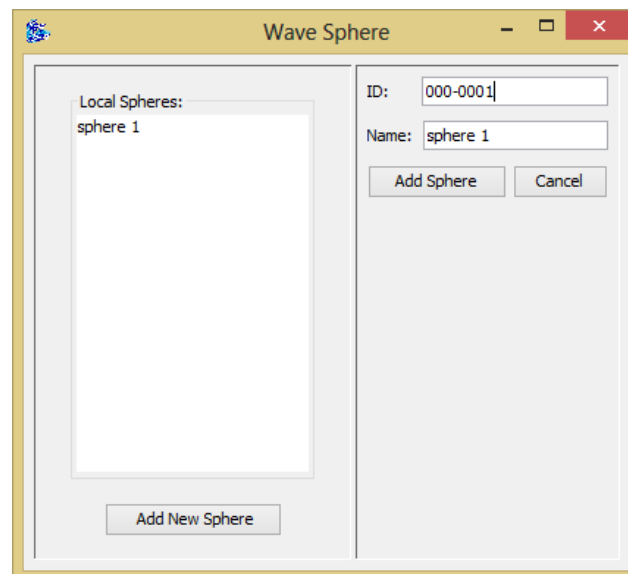 Wave Sphere
Local Spheres:
sphere 1
Add New Sphere
ID: 000-0001
Name: sphere 1
Add Sphere Cancel